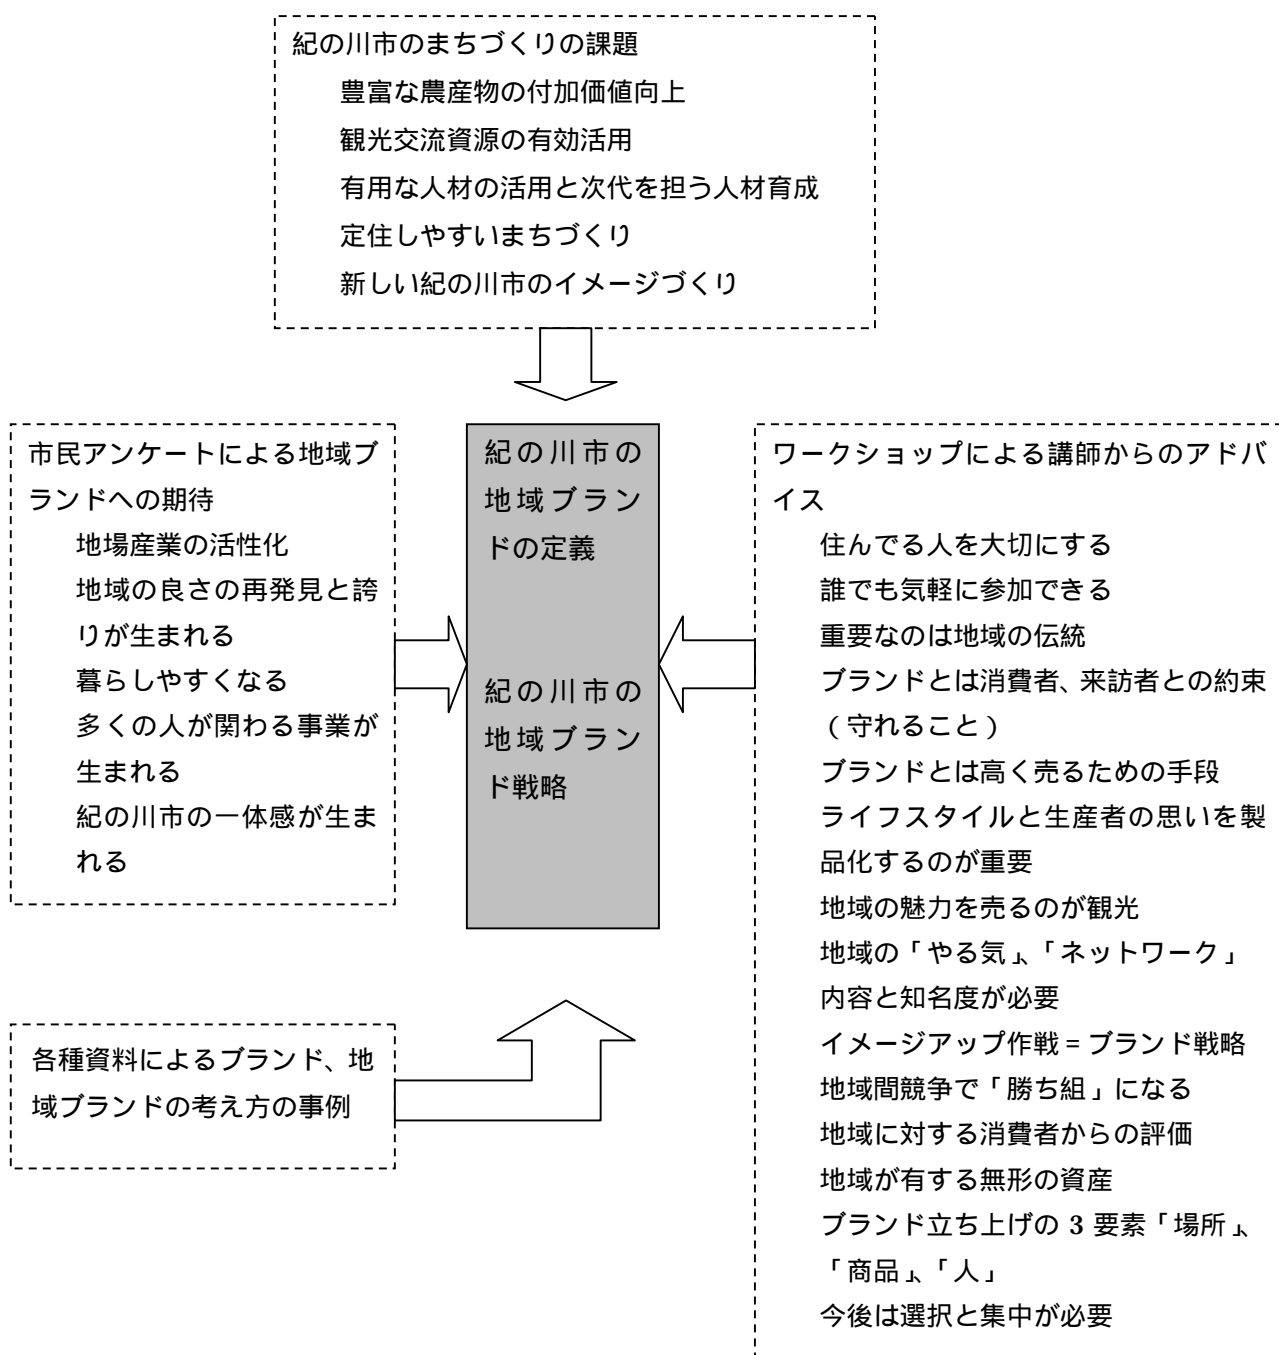 紀の川市のまちづくりの課題
豊富な農産物の付加価値向上
観光交流資源の有効活用
有用な人材の活用と次代を担う人材育成
定住しやすいまちづくり
新しい紀の川市のイメージづくり
市民アンケートによる地域ブ
ランドへの期待
地場産業の活性化
地域の良さの再発見と誇
りが生まれる
暮らしやすくなる
多くの人が関わる事業が
生まれる
紀の川市の一体感が生ま
れる
紀の川市の
地域ブラン
ドの定義
紀の川市の
地域ブラン
ド戦略
ワークショップによる講師からのアドバ
イス
住んでる人を大切にする
誰でも気軽に参加できる
重要なのは地域の伝統
ブランドとは消費者、来訪者との約束
（守れること）
ブランドとは高く売るための手段
ライフスタイルと生産者の思いを製
品化するのが重要
地域の魅力を売るのが観光
地域の「やる気」、「ネットワーク」
内容と知名度が必要
イメージアップ作戦＝ブランド戦略
地域間競争で「勝ち組」になる
地域に対する消費者からの評価
地域が有する無形の資産
ブランド立ち上げの 3 要素「場所」、
「商品」、「人」
今後は選択と集中が必要
各種資料によるブランド、地
域ブランドの考え方の事例